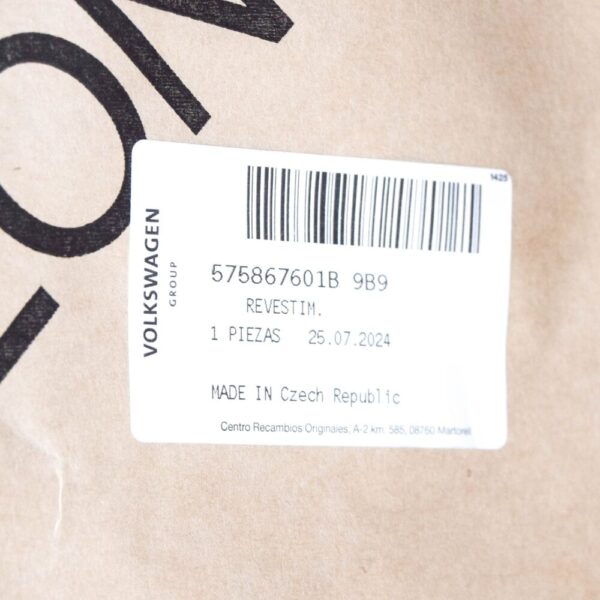 ON
1425
VOLKSWAGEN
GROUP
575867601B 9B9
REVESTIM.
1 PIEZAS 25.07.2024
MADE IN Czech Republic
Centro Recambios Originales. A-2 km. 585, 08760 Martorell